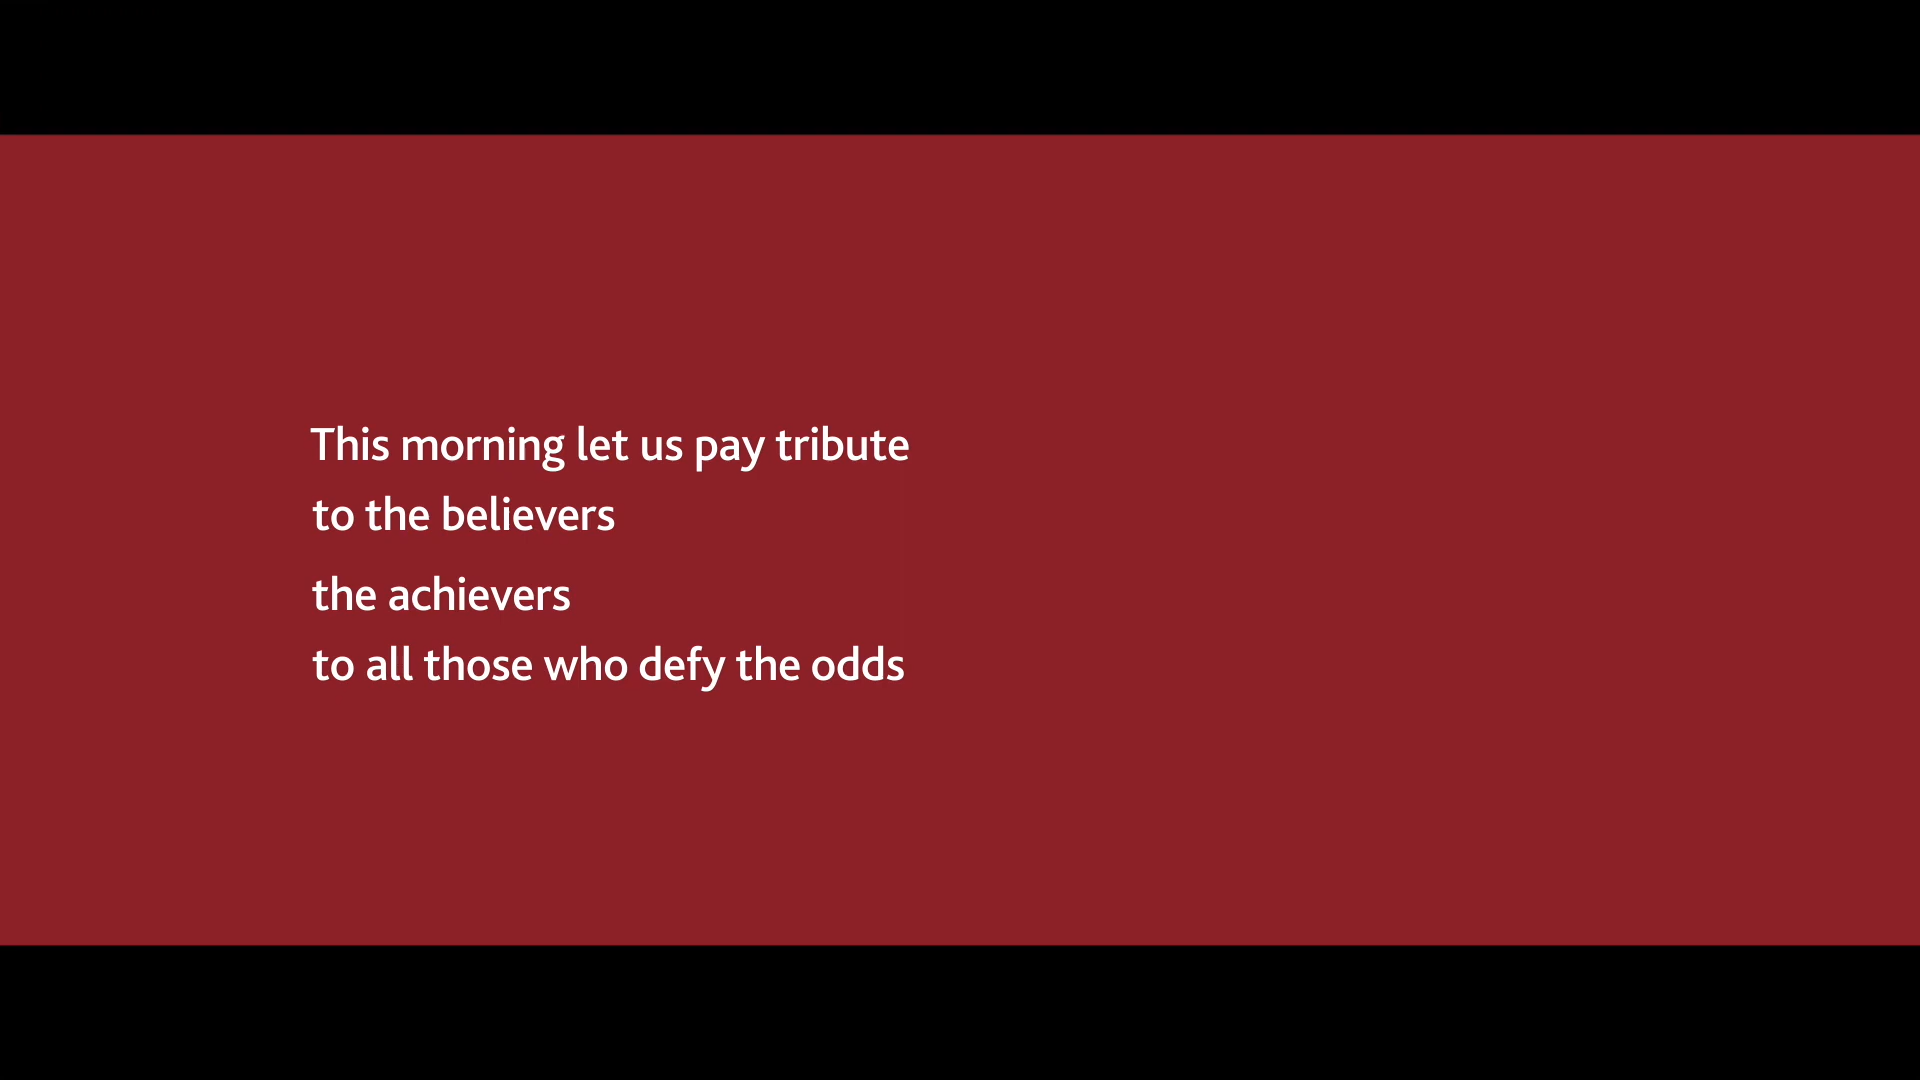 This morning let us pay tribute
to the believers
the achievers
to all those who defy the odds